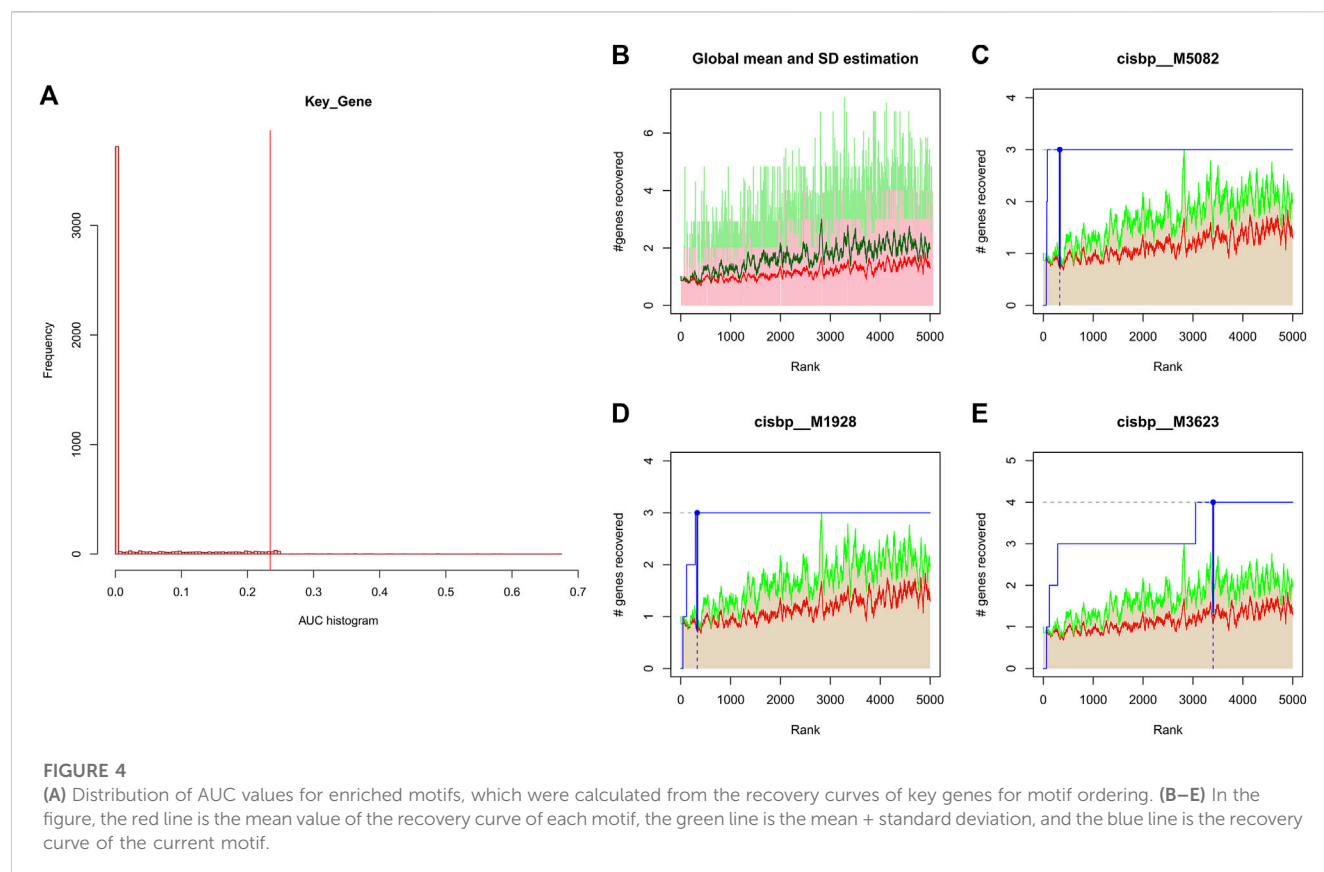 A
Key_Gene
Frequency
0
1000
2000
3000
0.0 0.1 0.2 0.3 0.4 0.5 0.6 0.7
AUC histogram
B
Global mean and SD estimation
#genes recovered
0
2
4
6
0 1000 2000 3000 4000 5000
Rank
C
cisbp__M5082
# genes recovered
0
1
2
3
4
0 1000 2000 3000 4000 5000
Rank
D
cisbp__M1928
# genes recovered
0
1
2
3
4
0 1000 2000 3000 4000 5000
Rank
E
cisbp__M3623
# genes recovered
0
1
2
3
4
5
0 1000 2000 3000 4000 5000
Rank
FIGURE 4
(A) Distribution of AUC values for enriched motifs, which were calculated from the recovery curves of key genes for motif ordering. (B–E) In the
figure, the red line is the mean value of the recovery curve of each motif, the green line is the mean + standard deviation, and the blue line is the recovery
curve of the current motif.